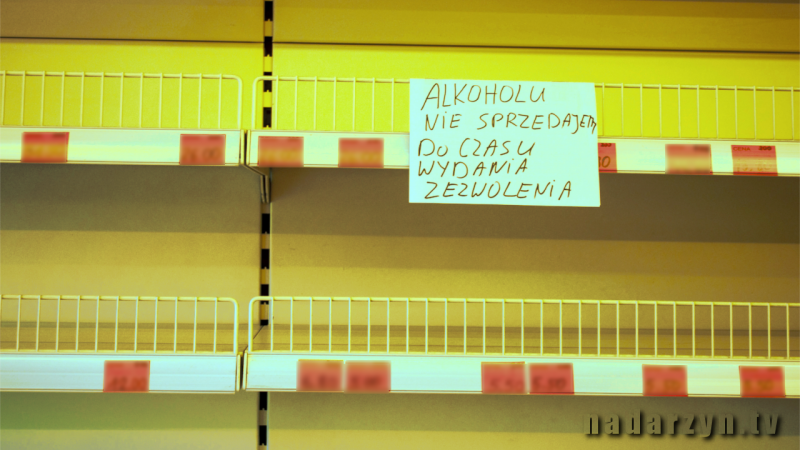 ALKOHOLU
NIE SPRZEDAJEMY
DO CZASU
WYDANIA
ZEZWOLENIA
nadarzyn.tv